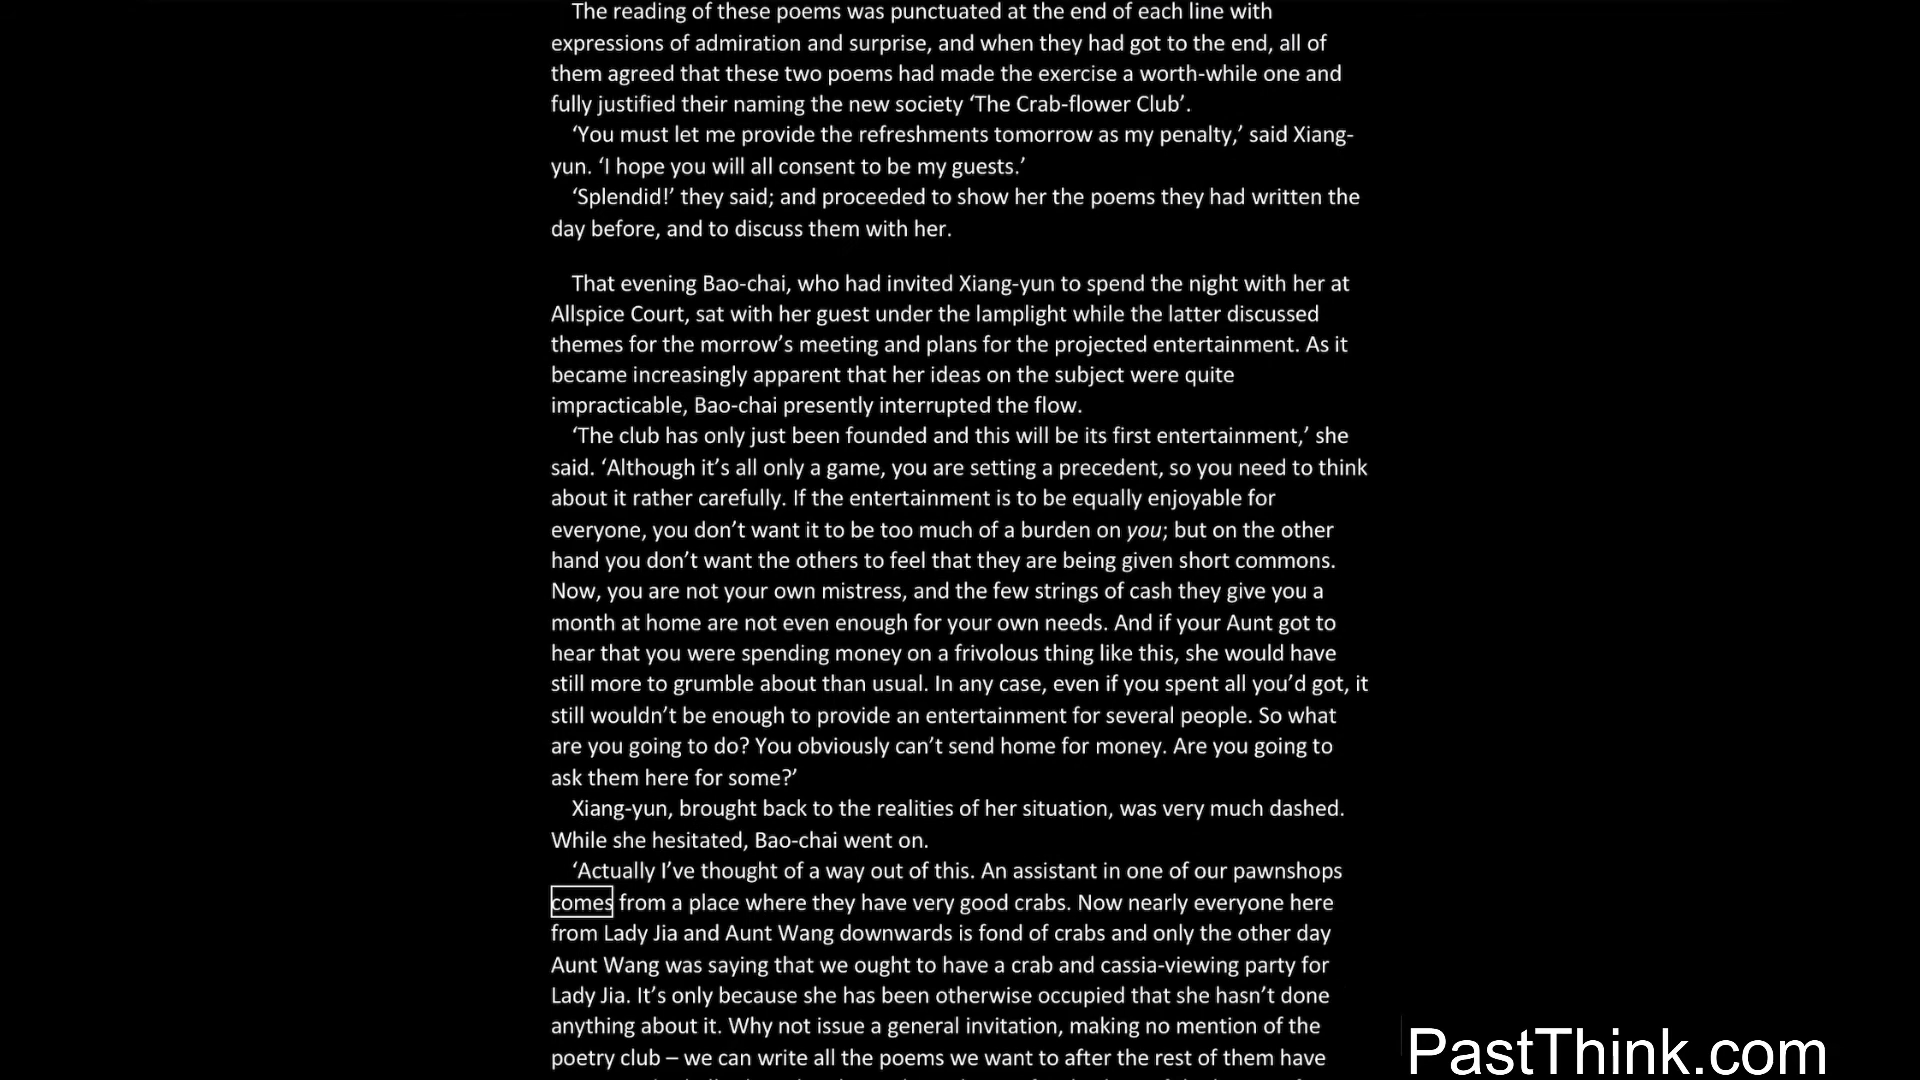 The reading of these poems was punctuated at the end of each line with
expressions of admiration and surprise, and when they had got to the end, all of
them agreed that these two poems had made the exercise a worth-while one and
fully justified their naming the new society ‘The Crab-flower Club’.
‘You must let me provide the refreshments tomorrow as my penalty,’ said Xiang-
yun. ‘I hope you will all consent to be my guests.’
‘Splendid!’ they said; and proceeded to show her the poems they had written the
day before, and to discuss them with her.
That evening Bao-chai, who had invited Xiang-yun to spend the night with her at
Allspice Court, sat with her guest under the lamplight while the latter discussed
themes for the morrow’s meeting and plans for the projected entertainment. As it
became increasingly apparent that her ideas on the subject were quite
impracticable, Bao-chai presently interrupted the flow.
‘The club has only just been founded and this will be its first entertainment,’ she
said. ‘Although it’s all only a game, you are setting a precedent, so you need to think
about it rather carefully. If the entertainment is to be equally enjoyable for
everyone, you don’t want it to be too much of a burden on you; but on the other
hand you don’t want the others to feel that they are being given short commons.
Now, you are not your own mistress, and the few strings of cash they give you a
month at home are not even enough for your own needs. And if your Aunt got to
hear that you were spending money on a frivolous thing like this, she would have
still more to grumble about than usual. In any case, even if you spent all you’d got, it
still wouldn’t be enough to provide an entertainment for several people. So what
are you going to do? You obviously can’t send home for money. Are you going to
ask them here for some?’
Xiang-yun, brought back to the realities of her situation, was very much dashed.
While she hesitated, Bao-chai went on.
‘Actually I’ve thought of a way out of this. An assistant in one of our pawnshops
comes from a place where they have very good crabs. Now nearly everyone here
from Lady Jia and Aunt Wang downwards is fond of crabs and only the other day
Aunt Wang was saying that we ought to have a crab and cassia-viewing party for
Lady Jia. It’s only because she has been otherwise occupied that she hasn’t done
anything about it. Why not issue a general invitation, making no mention of the
poetry club – we can write all the poems we want to after the rest of them have
PastThink.com